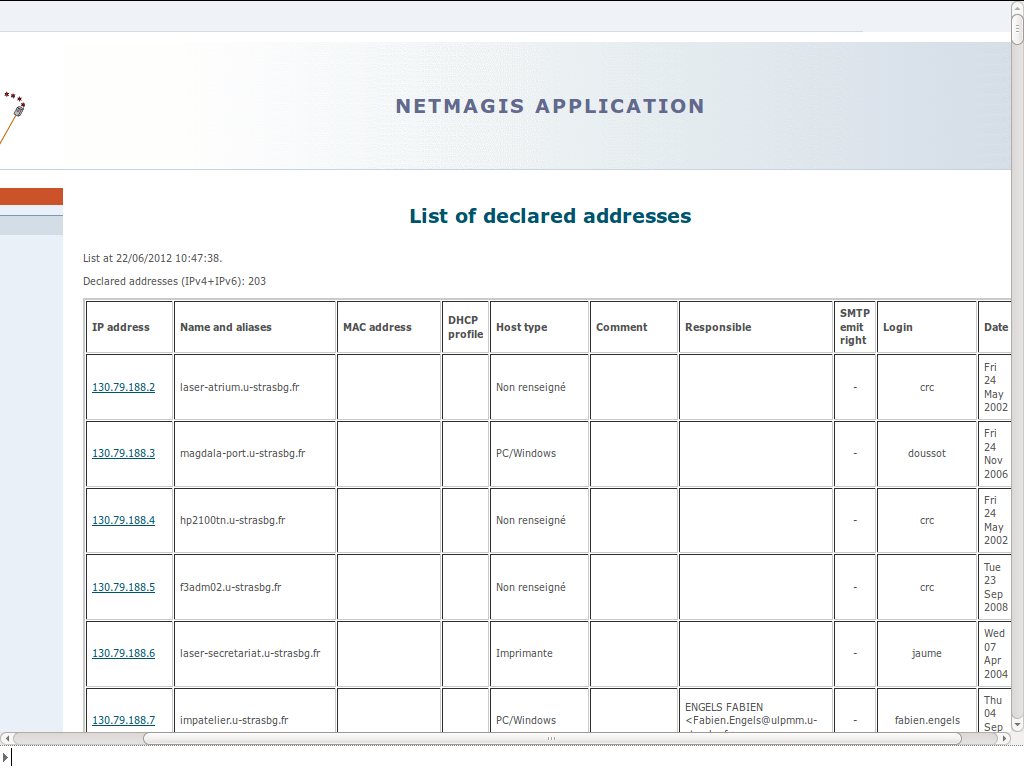 NETMAGIS APPLICATION
List of declared addresses
List at 22/06/2012 10:47:38.
Declared addresses (IPv4+IPv6): 203
IP address Name and aliases MAC address DHCP profile Host type Comment Responsible SMTP emit right Login Date
130.79.188.2 laser-atrium.u-strasbg.fr Non renseigné - crc Fri 24 May 2002
130.79.188.3 magdala-port.u-strasbg.fr PC/Windows - doussot Fri 24 Nov 2006
130.79.188.4 hp2100tn.u-strasbg.fr Non renseigné - crc Fri 24 May 2002
130.79.188.5 f3adm02.u-strasbg.fr Non renseigné - crc Tue 23 Sep 2008
130.79.188.6 laser-secretariat.u-strasbg.fr Imprimante - jaume Wed 07 Apr 2004
130.79.188.7 impatelier.u-strasbg.fr PC/Windows ENGELS FABIEN <Fabien.Engels@ulpmm.u- - fabien.engels Thu 04 Sep